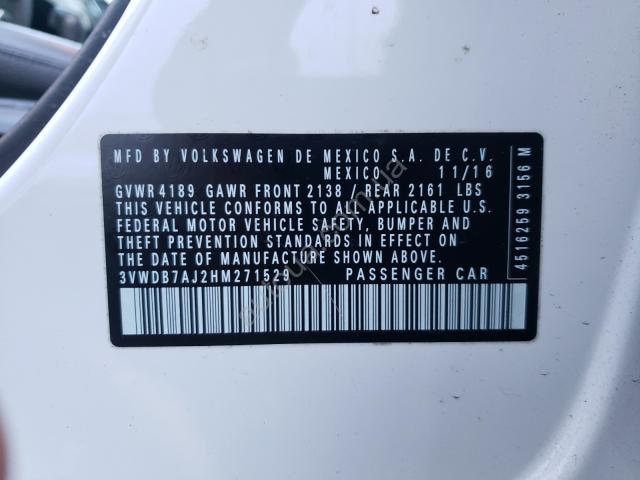 MFD BY VOLKSWAGEN DE MEXICO S.A. DE C.V.
MEXICO 11/16
GVWR 4189 GAWR FRONT 2138 / REAR 2161 LBS
THIS VEHICLE CONFORMS TO ALL APPLICABLE U.S.
FEDERAL MOTOR VEHICLE SAFETY, BUMPER AND
THEFT PREVENTION STANDARDS IN EFFECT ON
THE DATE OF MANUFACTURE SHOWN ABOVE.
3VWDB7AJ2HM271529 PASSENGER CAR
4516259 3156 M